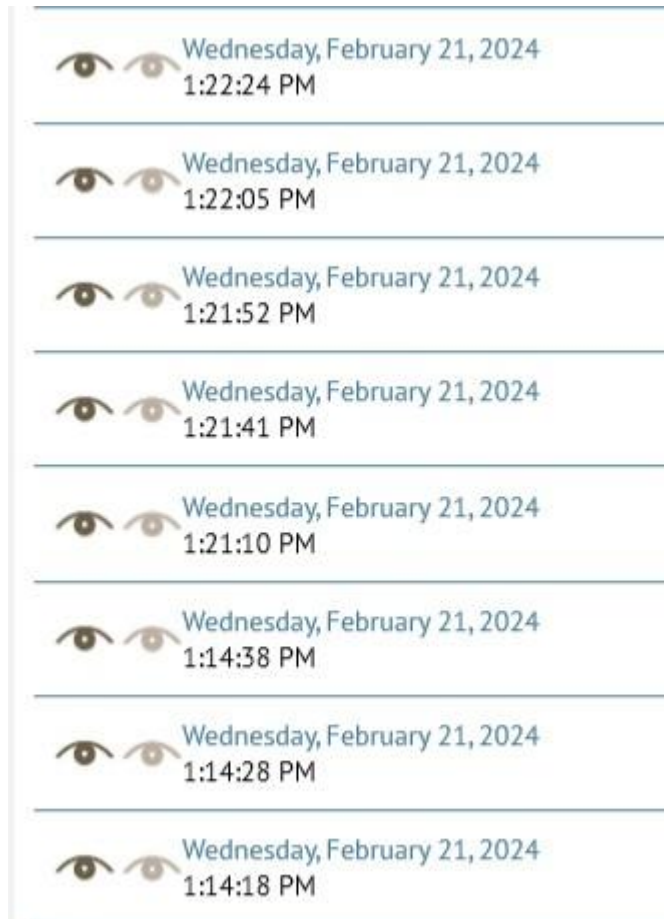 Wednesday, February 21, 2024
1:22:24 PM
Wednesday, February 21, 2024
1:22:05 PM
Wednesday, February 21, 2024
1:21:52 PM
Wednesday, February 21, 2024
1:21:41 PM
Wednesday, February 21, 2024
1:21:10 PM
Wednesday, February 21, 2024
1:14:38 PM
Wednesday, February 21, 2024
1:14:28 PM
Wednesday, February 21, 2024
1:14:18 PM